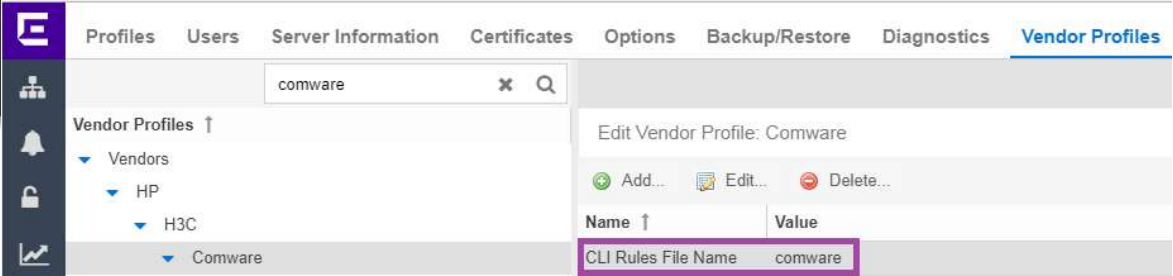 E
Profiles Users Server Information Certificates Options Backup/Restore Diagnostics Vendor Profiles
comware
Vendor Profiles
Edit Vendor Profile: Comware
Vendors
Add... Edit... Delete...
HP
H3C
Name Value
Comware
CLI Rules File Name comware